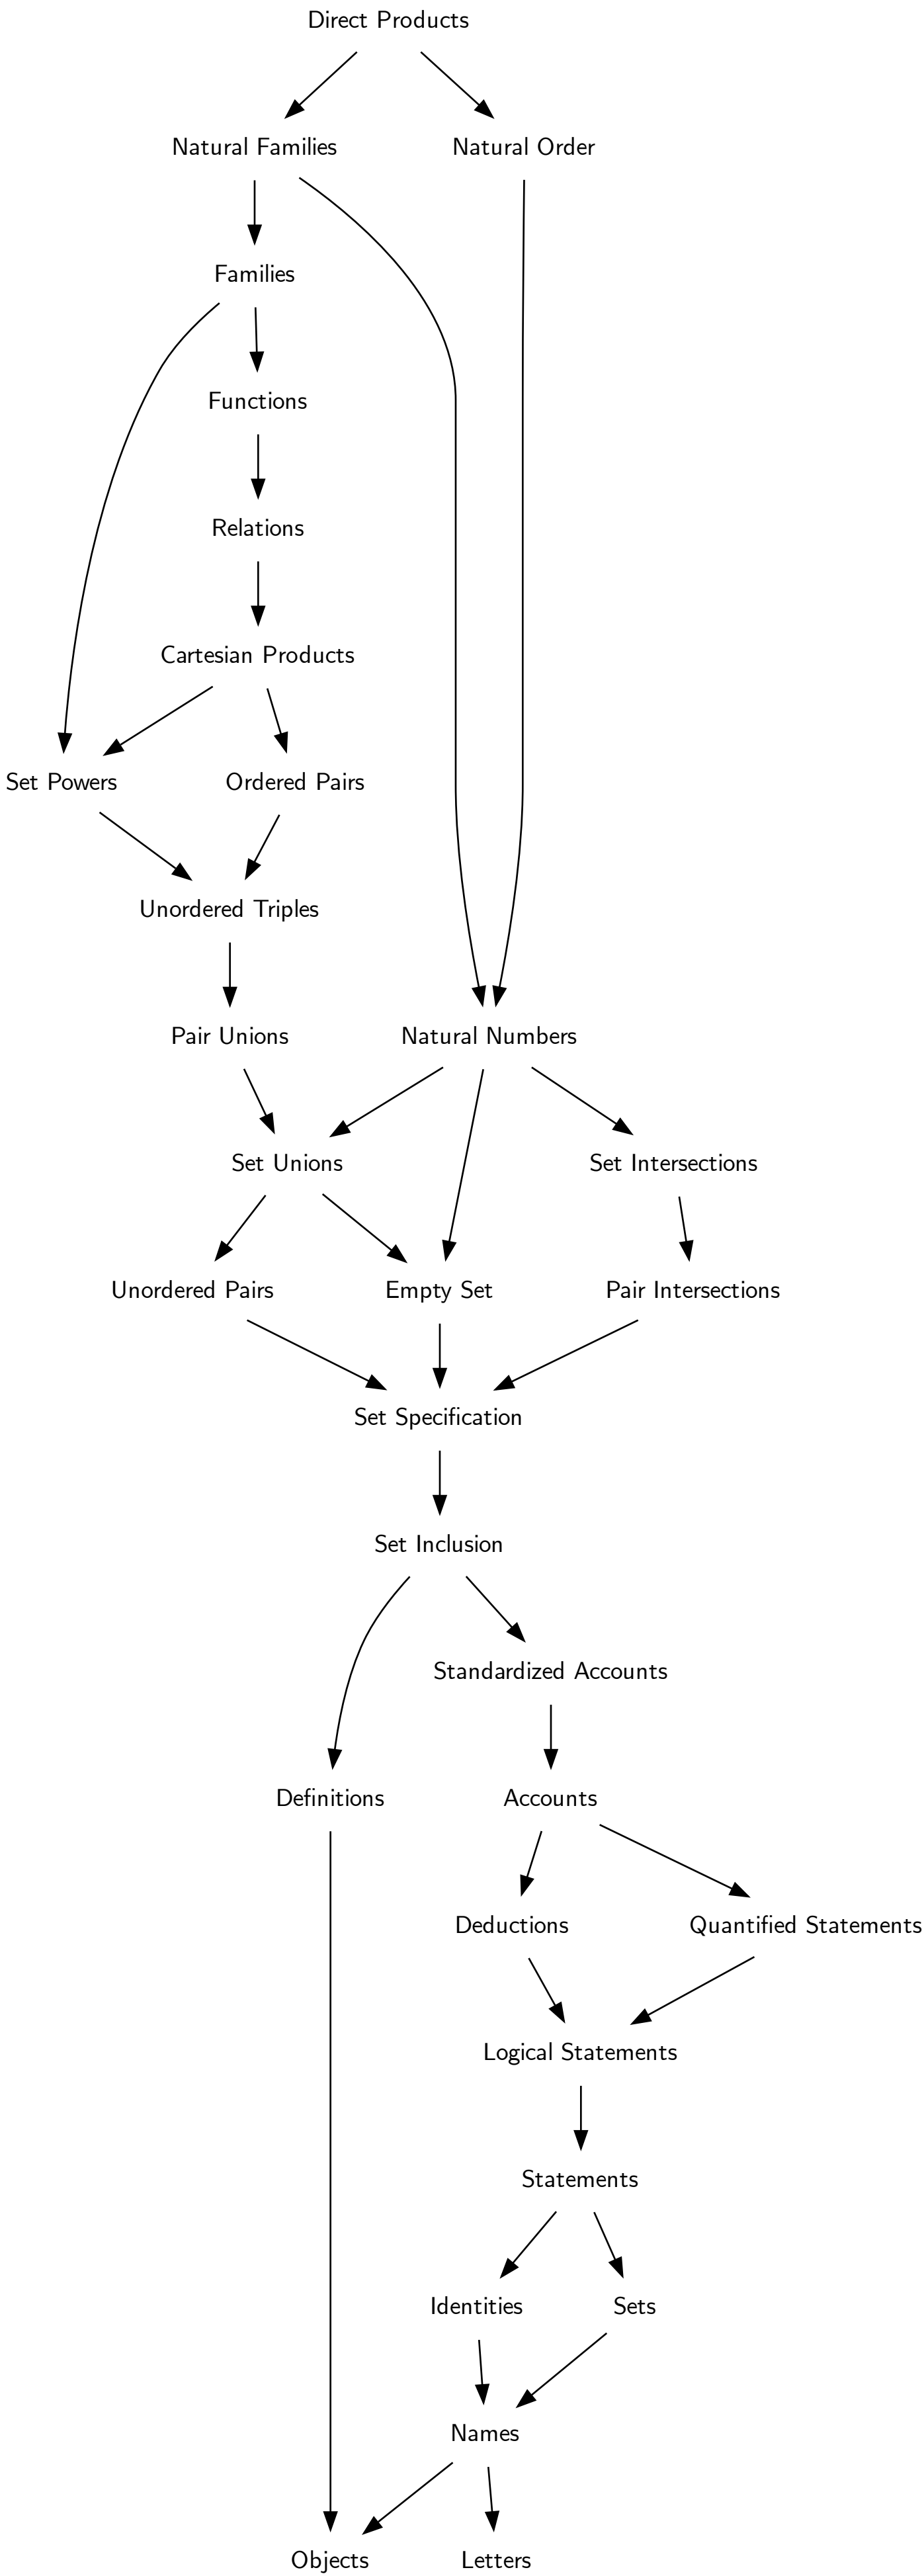 Direct Products
Natural Families
Natural Order
Families
Functions
Relations
Cartesian Products
Set Powers
Ordered Pairs
Unordered Triples
Pair Unions
Natural Numbers
Set Unions
Set Intersections
Unordered Pairs
Empty Set
Pair Intersections
Set Specification
Set Inclusion
Standardized Accounts
Definitions
Accounts
Deductions
Quantified Statements
Logical Statements
Statements
Identities
Sets
Names
Objects
Letters